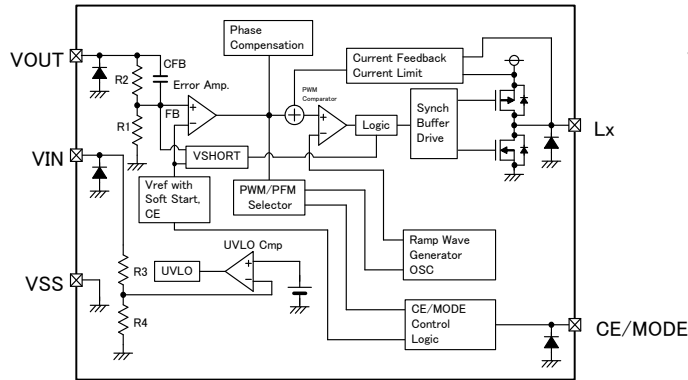 Phase
Compensation
VOUT
CFB
R2
Error Amp.
Current Feedback
Current Limit
PWM
Comparator
FB
R1
Logic
Synch
Buffer
Drive
Lx
VIN
VSHORT
Vref with
Soft Start,
CE
PWM/PFM
Selector
UVLO Cmp
Ramp Wave
Generator
OSC
R3
UVLO
VSS
R4
CE/MODE
Control
Logic
CE/MODE